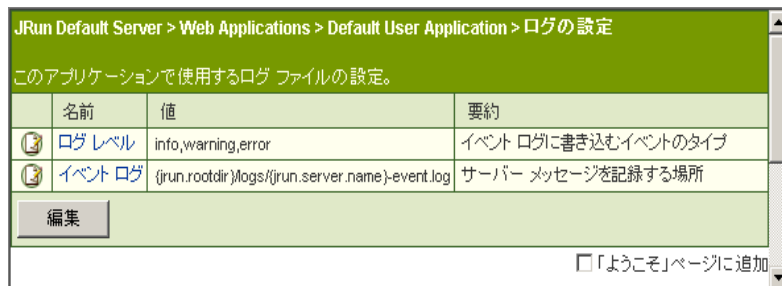 JRun Default Server > Web Applications > Default User Application > ログの設定
このアプリケーションで使用するログ ファイルの設定。
名前 値 要約
ログ レベル info,warning,error イベント ログに書き込むイベントのタイプ
イベント ログ {jrun.rootdir}/logs/{jrun.server.name}-event.log サーバー メッセージを記録する場所
編集
「ようこそ」ページに追加